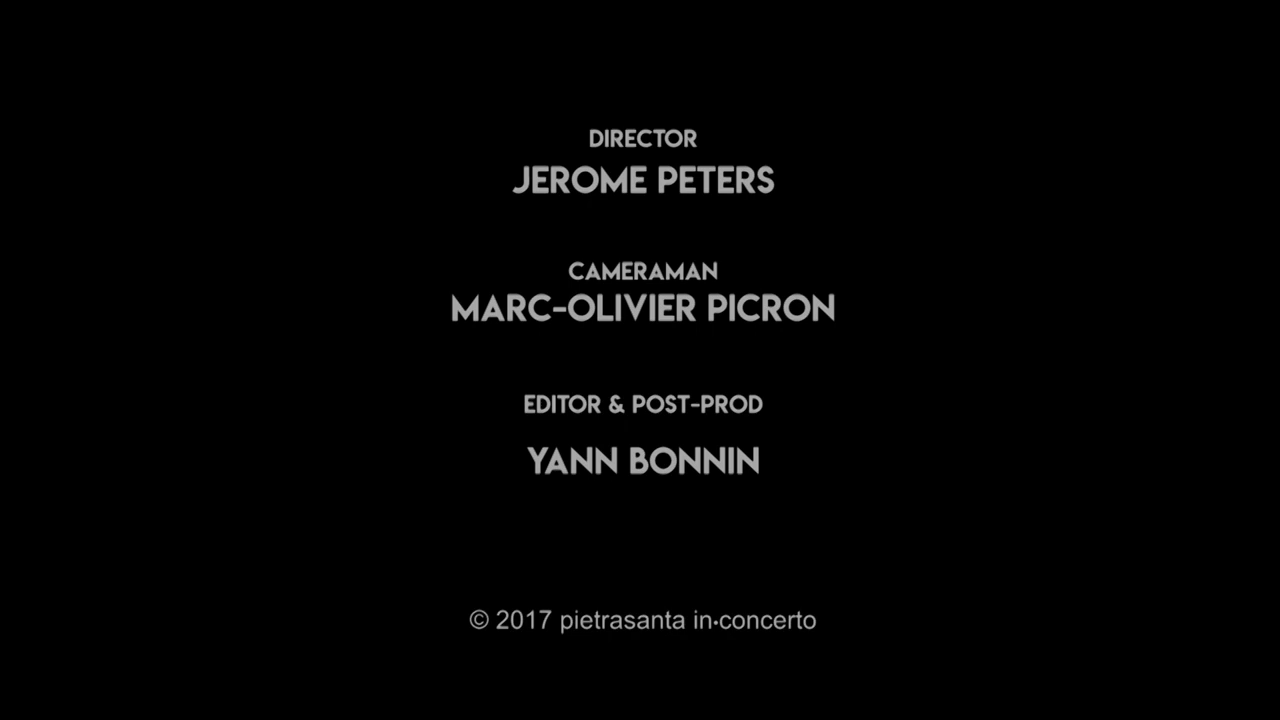 DIRECTOR
JEROME PETERS
CAMERAMAN
MARC-OLIVIER PICRON
EDITOR & POST-PROD
YANN BONNIN
© 2017 pietrasanta in·concerto